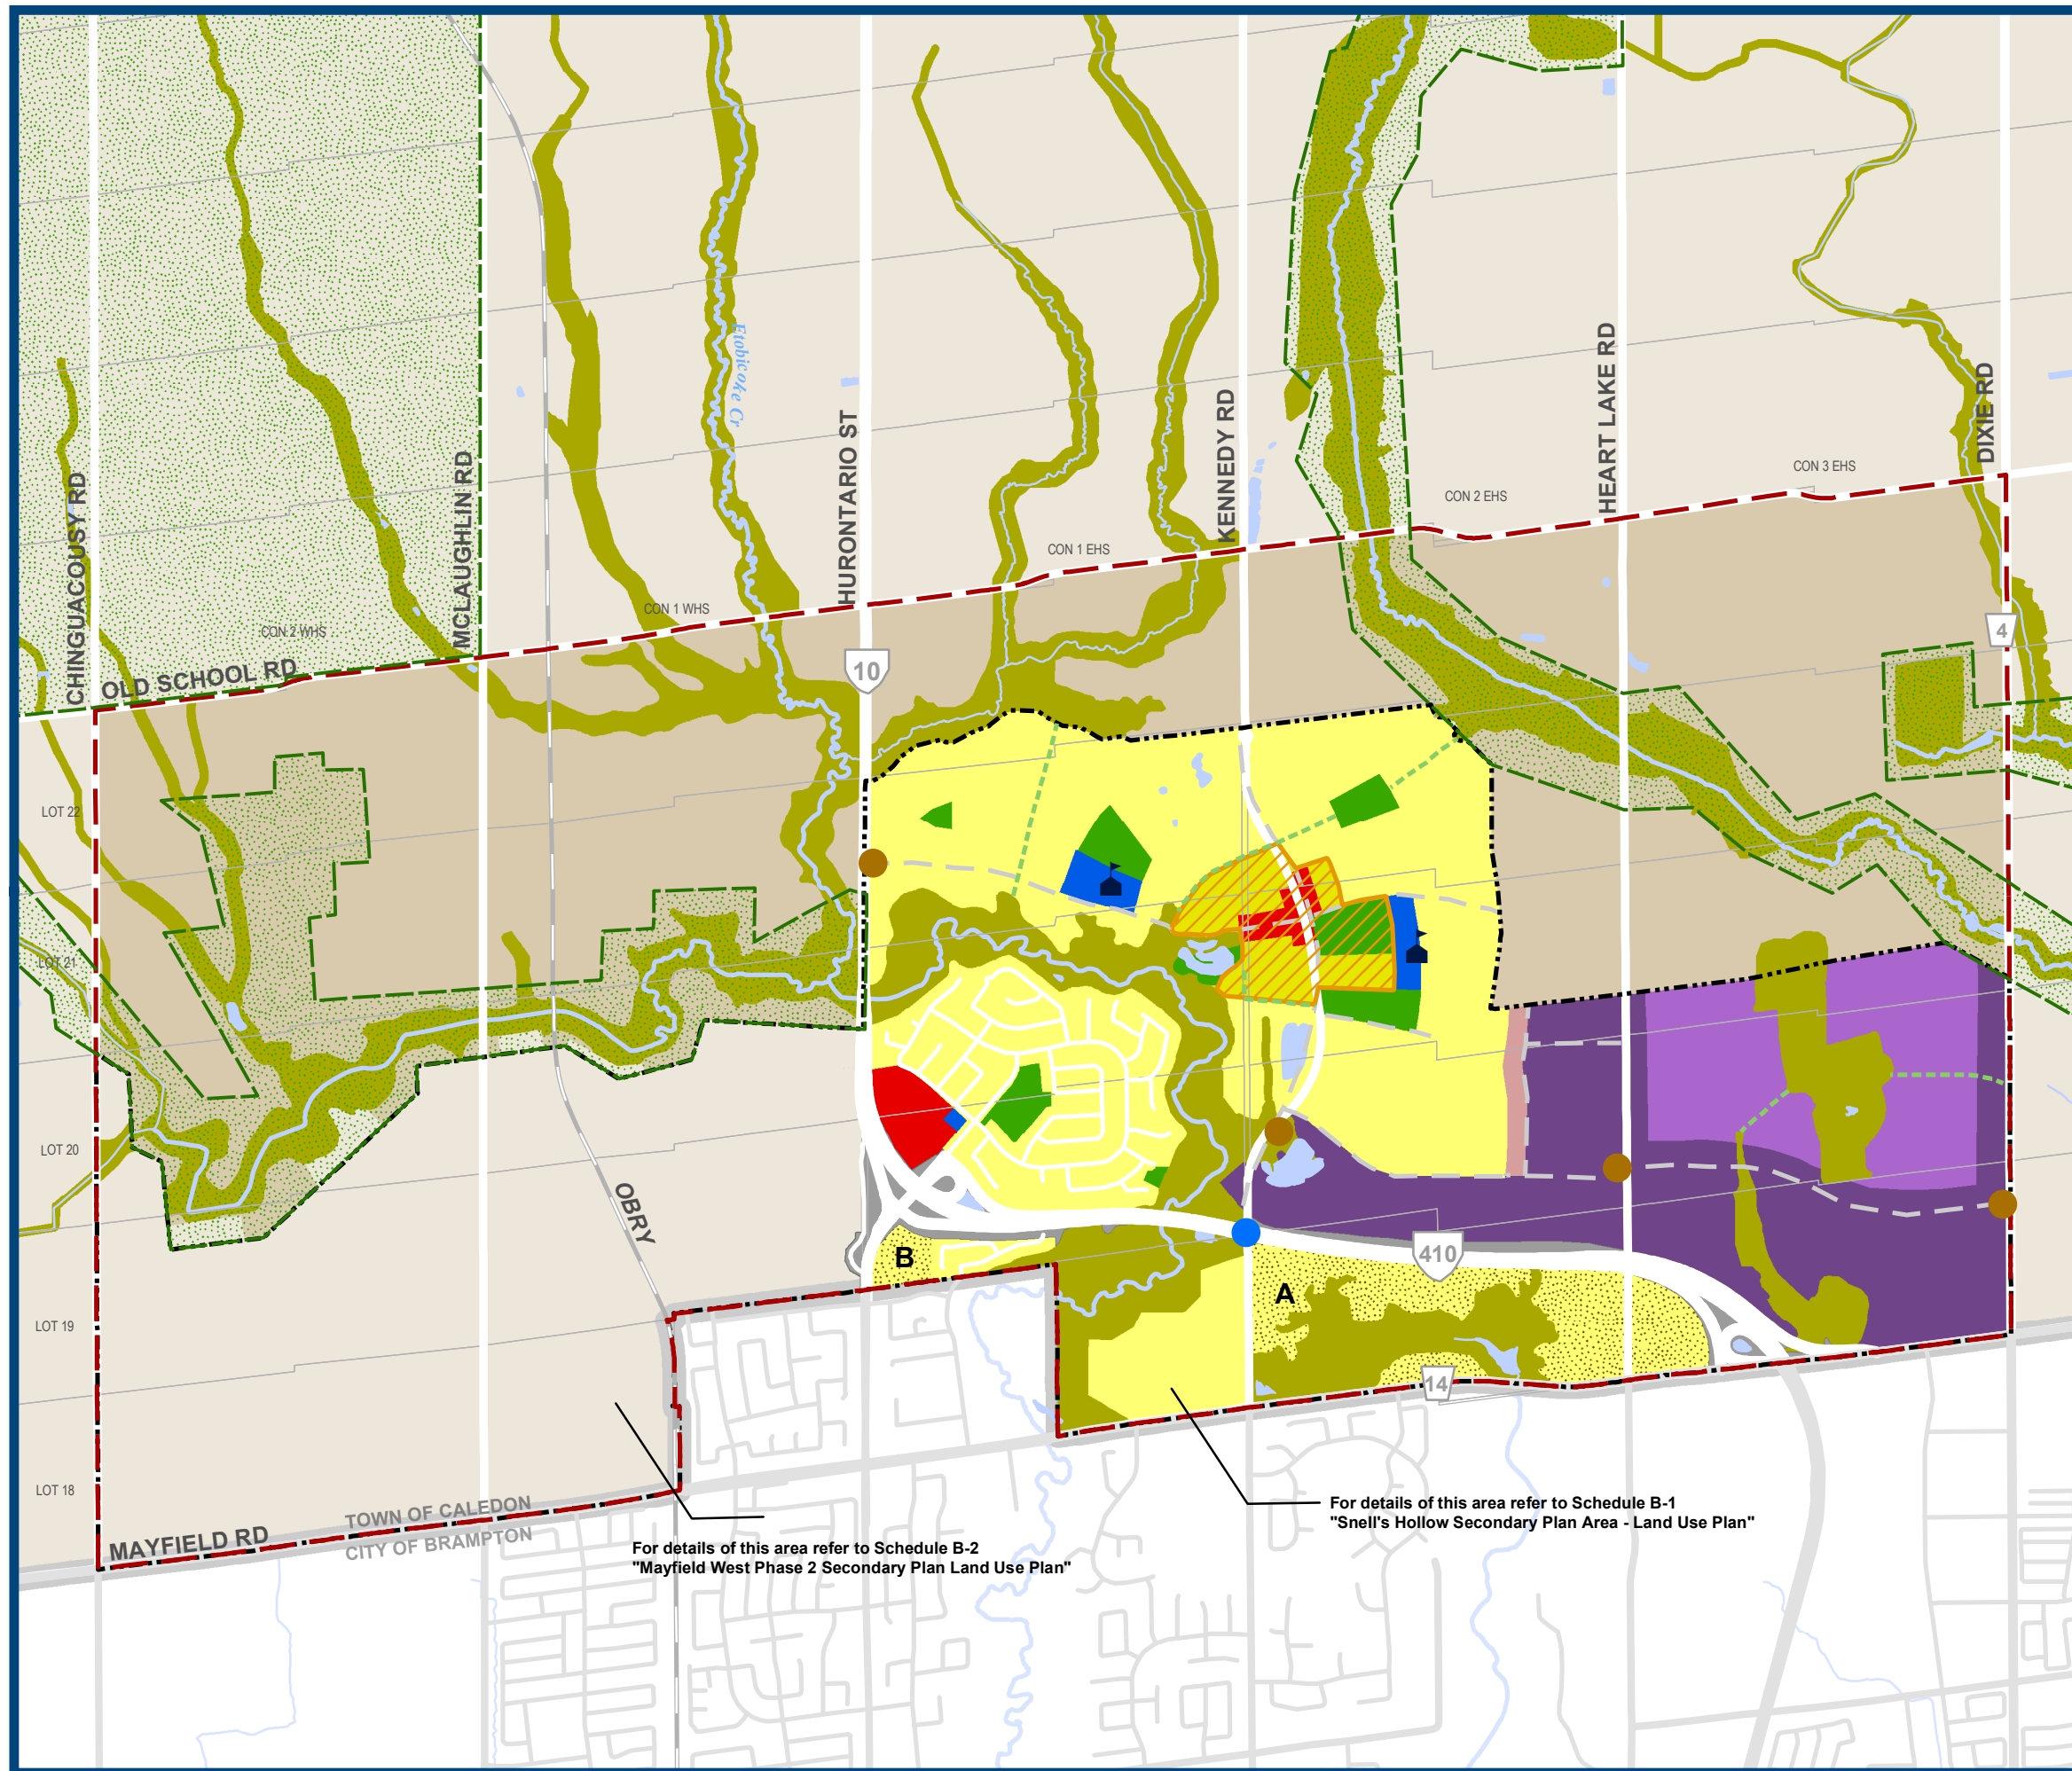 Etobicoke Cr
CHINGUACOUSY RD
MCLAUGHLIN RD
HURONTARIO ST
KENNEDY RD
HEART LAKE RD
DIXIE RD
CON 3 EHS
CON 2 EHS
CON 1 EHS
CON 1 WHS
CON 2 WHS
OLD SCHOOL RD
4
10
LOT 22
LOT 21
LOT 20
OBRY
B
410
A
LOT 19
14
LOT 18
TOWN OF CALEDON
CITY OF BRAMPTON
MAYFIELD RD
For details of this area refer to Schedule B-1
"Snell's Hollow Secondary Plan Area - Land Use Plan"
For details of this area refer to Schedule B-2
"Mayfield West Phase 2 Secondary Plan Land Use Plan"